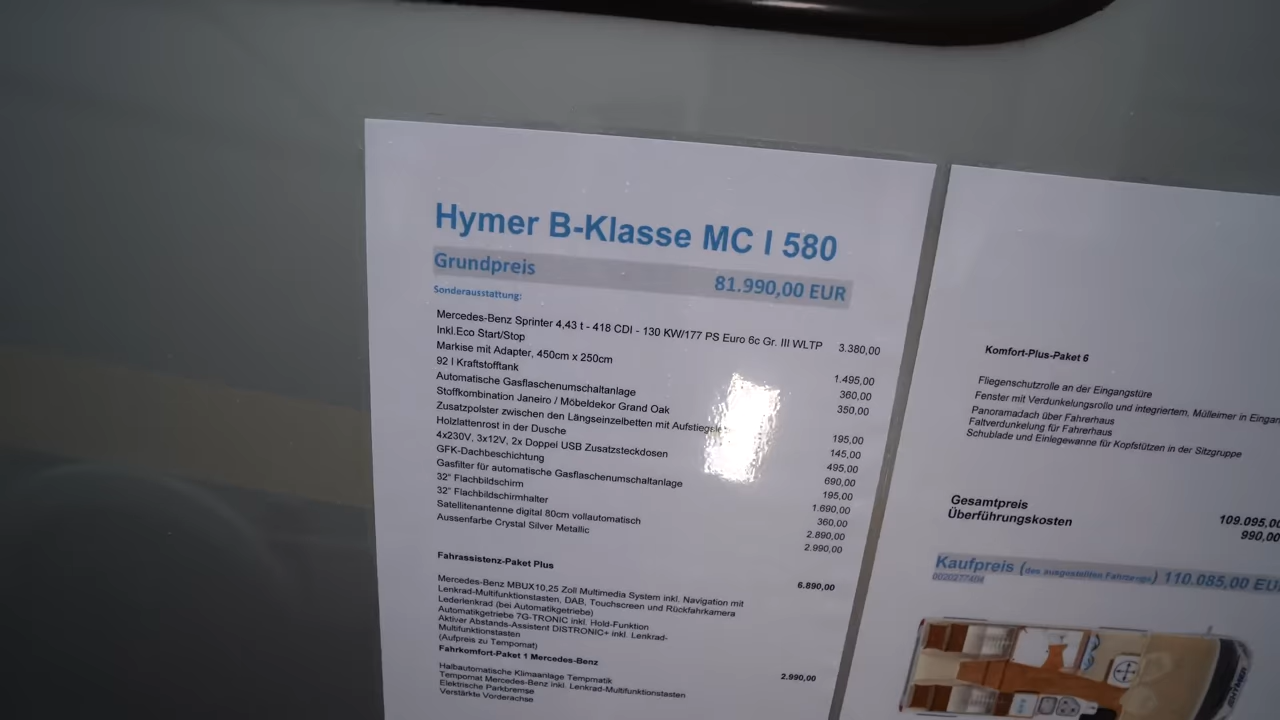 Hymer B-Klasse MC I 580
Grundpreis 81.990,00 EUR
Sonderausstattung:
Mercedes-Benz Sprinter 4,43 t - 418 CDI - 130 KW/177 PS Euro 6c Gr. III WLTP 3.380,00
Inkl.Eco Start/Stop
Markise mit Adapter, 450cm x 250cm 1.495,00
92 l Kraftstofftank 360,00
Automatische Gasflaschenumschaltanlage 350,00
Stoffkombination Janeiro / Möbeldekor Grand Oak
Zusatzpolster zwischen den Längseinzelbetten mit 195,00
Holzlattenrost in der Dusche 145,00
4x230V, 3x12V, 2x Doppel USB Zusatzsteckdosen 495,00
GFK-Dachbeschichtung 690,00
Gasfilter für automatische Gasflaschenumschaltanlage 195,00
32" Flachbildschirm 1.690,00
32" Flachbildschirmhalter 360,00
Satellitenantenne digital 80cm vollautomatisch 2.890,00
Aussenfarbe Crystal Silver Metallic 2.990,00
Fahrassistenz-Paket Plus 6.890,00
Mercedes-Benz MBUX10,25 Zoll Multimedia System inkl. Navigation mit
Lenkrad-Multifunktionstasten, DAB, Touchscreen und Rückfahrkamera
Lederlenkrad (bei Automatikgetriebe)
Automatikgetriebe 7G-TRONIC inkl. Hold-Funktion
Aktiver Abstands-Assistent DISTRONIC+ inkl. Lenkrad-
Multifunktionstasten
(Aufpreis zu Tempomat)
Fahrkomfort-Paket 1 Mercedes-Benz 2.990,00
Halbautomatische Klimaanlage Tempmatik
Tempomat Mercedes-Benz inkl. Lenkrad-Multifunktionstasten
Elektrische Parkbremse
Verstärkte Vorderachse
Komfort-Plus-Paket 6
Fliegenschutzrolle an der Eingangstüre
Fenster mit Verdunkelungsrollo und integriertem, Mülleimer in
Panoramadach über Fahrerhaus
Faltverdunkelung für Fahrerhaus
Schublade und Einlegewanne für Kopfstützen in der Sitzgruppe
Gesamtpreis 109.095,00
Überführungskosten 990,00
Kaufpreis (des ausgestellten Fahrzeugs) 110.085,00 EUR
HYMER